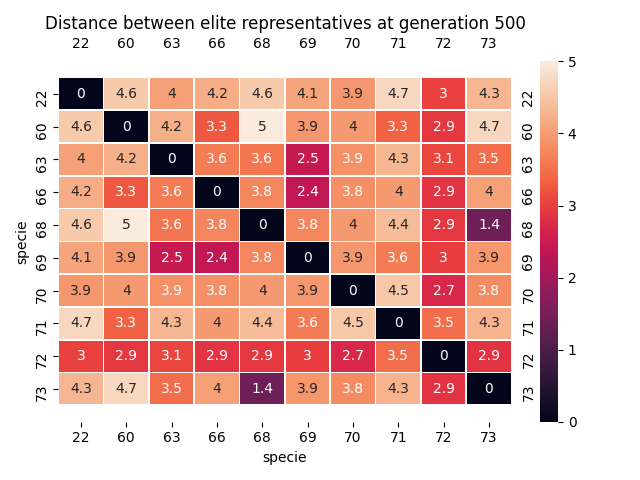 Distance between elite representatives at generation 500
22 60 63 66 68 69 70 71 72 73
22 0 4.6 4 4.2 4.6 4.1 3.9 4.7 3 4.3 22
60 4.6 0 4.2 3.3 5 3.9 4 3.3 2.9 4.7 60
63 4 4.2 0 3.6 3.6 2.5 3.9 4.3 3.1 3.5 63
66 4.2 3.3 3.6 0 3.8 2.4 3.8 4 2.9 4 66
68 4.6 5 3.6 3.8 0 3.8 4 4.4 2.9 1.4 68
69 4.1 3.9 2.5 2.4 3.8 0 3.9 3.6 3 3.9 69
70 3.9 4 3.9 3.8 4 3.9 0 4.5 2.7 3.8 70
71 4.7 3.3 4.3 4 4.4 3.6 4.5 0 3.5 4.3 71
72 3 2.9 3.1 2.9 2.9 3 2.7 3.5 0 2.9 72
73 4.3 4.7 3.5 4 1.4 3.9 3.8 4.3 2.9 0 73
22 60 63 66 68 69 70 71 72 73
specie
specie
5
4
3
2
1
0